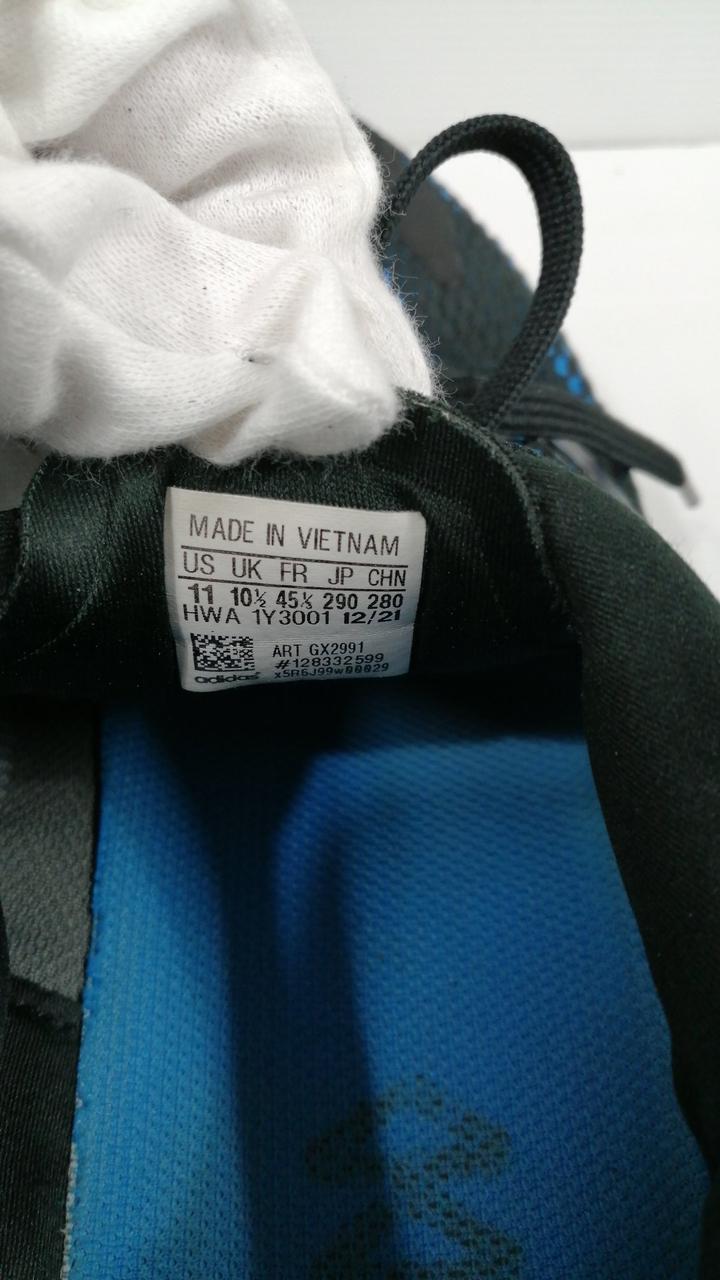 MADE IN VIETNAM
US UK FR JP CHN
11 10½ 45⅓ 290 280
HWA 1Y3001 12/21
ART GX2991
#128332599
x5R6J99w00029
adidas